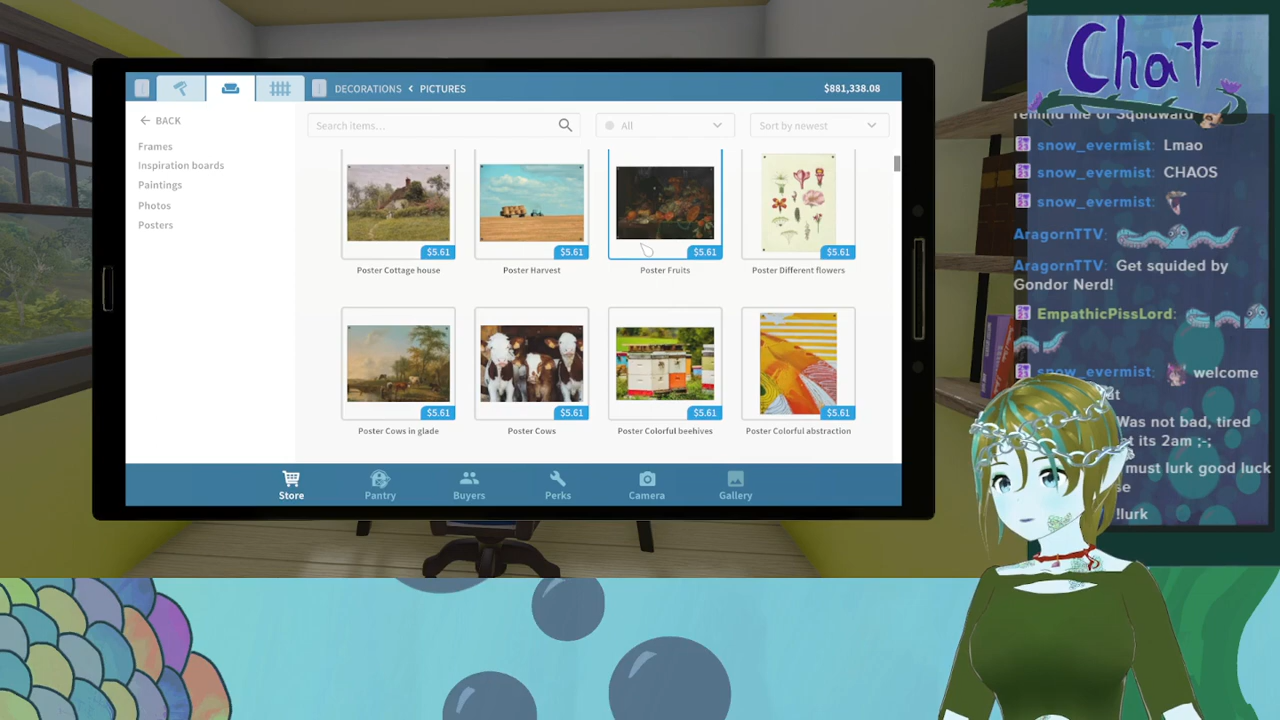 DECORATIONS < PICTURES
$881,338.08
BACK
Search items...
All
Sort by newest
Frames
Inspiration boards
Paintings
Photos
Posters
$5.61
$5.61
$5.61
$5.61
Poster Cottage house
Poster Harvest
Poster Fruits
Poster Different flowers
$5.61
$5.61
$5.61
$5.61
Poster Cows in glade
Poster Cows
Poster Colorful beehives
Poster Colorful abstraction
Store
Pantry
Buyers
Perks
Camera
Gallery
Chat
remind me of Squidward
snow_evermist: Lmao
snow_evermist: CHAOS
snow_evermist:
AragornTTV:
AragornTTV: Get squided by
Gondor Nerd!
EmpathicPissLord:
snow_evermist: welcome
Was not bad, tired
its 2am ;-;
must lurk good luck
!lurk